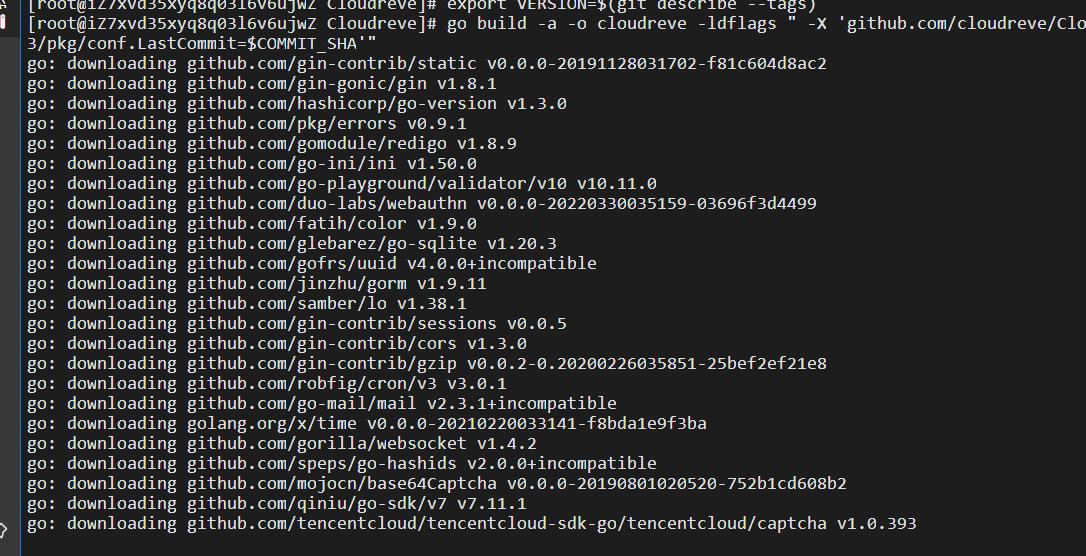 [root@iZ7xvd35xyq8q03l6v6ujwZ Cloudreve]# export VERSION=$(git describe --tags)
[root@iZ7xvd35xyq8q03l6v6ujwZ Cloudreve]# go build -a -o cloudreve -ldflags " -X 'github.com/cloudreve/Clo
3/pkg/conf.LastCommit=$COMMIT_SHA'"
go: downloading github.com/gin-contrib/static v0.0.0-20191128031702-f81c604d8ac2
go: downloading github.com/gin-gonic/gin v1.8.1
go: downloading github.com/hashicorp/go-version v1.3.0
go: downloading github.com/pkg/errors v0.9.1
go: downloading github.com/gomodule/redigo v1.8.9
go: downloading github.com/go-ini/ini v1.50.0
go: downloading github.com/go-playground/validator/v10 v10.11.0
go: downloading github.com/duo-labs/webauthn v0.0.0-20220330035159-03696f3d4499
go: downloading github.com/fatih/color v1.9.0
go: downloading github.com/glebarez/go-sqlite v1.20.3
go: downloading github.com/gofrs/uuid v4.0.0+incompatible
go: downloading github.com/jinzhu/gorm v1.9.11
go: downloading github.com/samber/lo v1.38.1
go: downloading github.com/gin-contrib/sessions v0.0.5
go: downloading github.com/gin-contrib/cors v1.3.0
go: downloading github.com/gin-contrib/gzip v0.0.2-0.20200226035851-25bef2ef21e8
go: downloading github.com/robfig/cron/v3 v3.0.1
go: downloading github.com/go-mail/mail v2.3.1+incompatible
go: downloading golang.org/x/time v0.0.0-20210220033141-f8bda1e9f3ba
go: downloading github.com/gorilla/websocket v1.4.2
go: downloading github.com/speps/go-hashids v2.0.0+incompatible
go: downloading github.com/mojocn/base64Captcha v0.0.0-20190801020520-752b1cd608b2
go: downloading github.com/qiniu/go-sdk/v7 v7.11.1
go: downloading github.com/tencentcloud/tencentcloud-sdk-go/tencentcloud/captcha v1.0.393